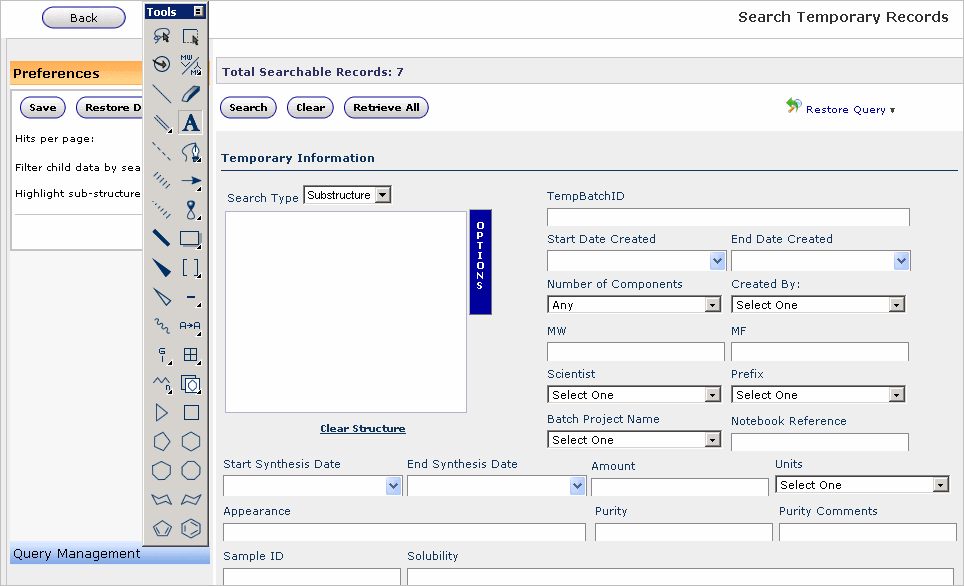 Back
Tools
Search Temporary Records
Preferences
Total Searchable Records: 7
Save
Restore D
Search
Clear
Retrieve All
Restore Query
Hits per page:
Filter child data by sea
Highlight sub-structure
Temporary Information
Search Type
Substructure
OPTIONS
Clear Structure
TempBatchID
Start Date Created
End Date Created
Number of Components
Created By:
Any
Select One
MW
MF
Scientist
Prefix
Select One
Select One
Batch Project Name
Notebook Reference
Select One
Start Synthesis Date
End Synthesis Date
Amount
Units
Select One
Appearance
Purity
Purity Comments
Query Management
Sample ID
Solubility
MW
A
A→A
G
n